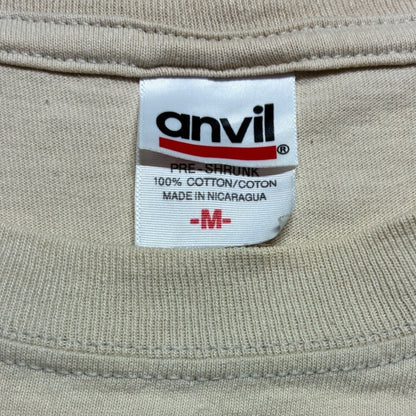 anvil®
PRE-SHRUNK
100% COTTON/COTON
MADE IN NICARAGUA
-M-